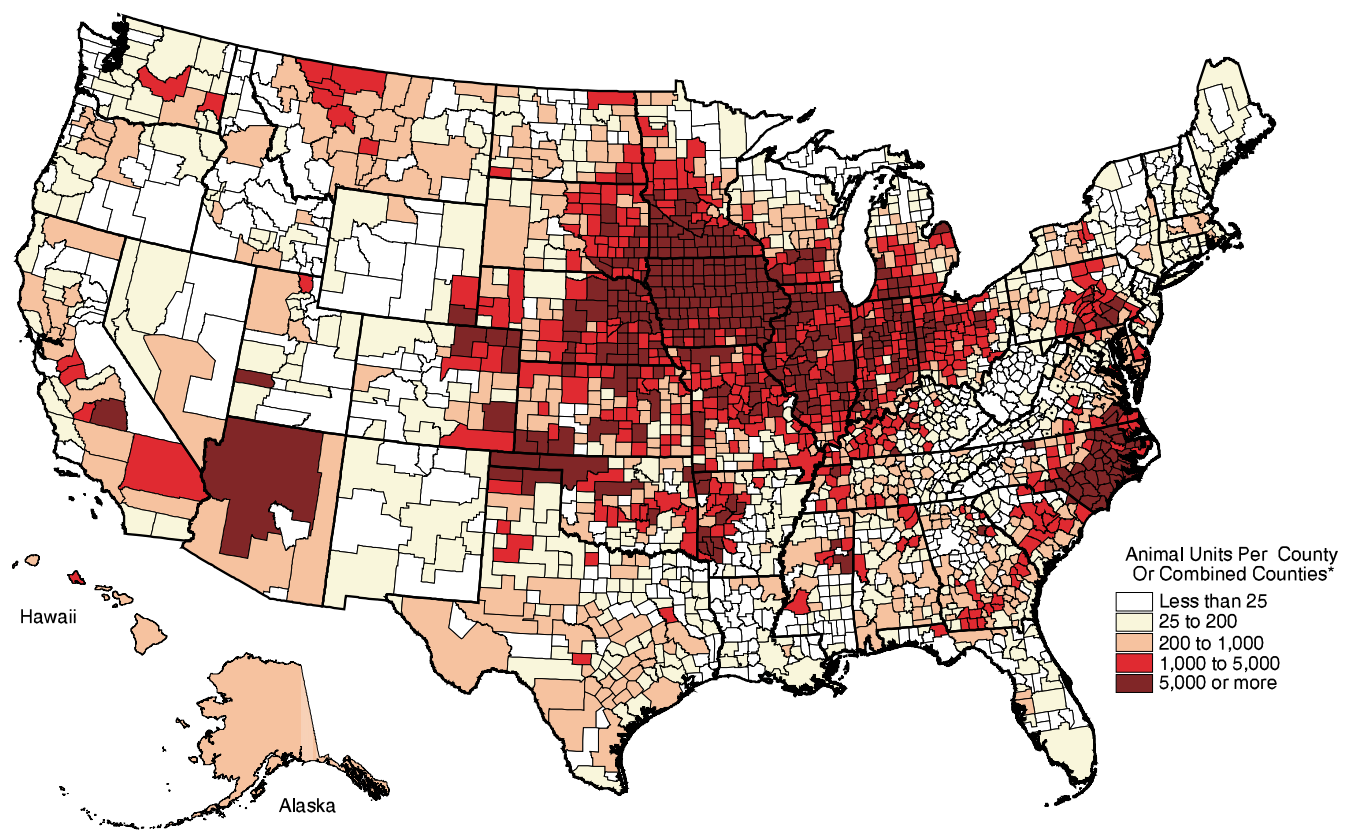 Animal Units Per County
Or Combined Counties*
Less than 25
25 to 200
200 to 1,000
1,000 to 5,000
5,000 or more
Hawaii
Alaska